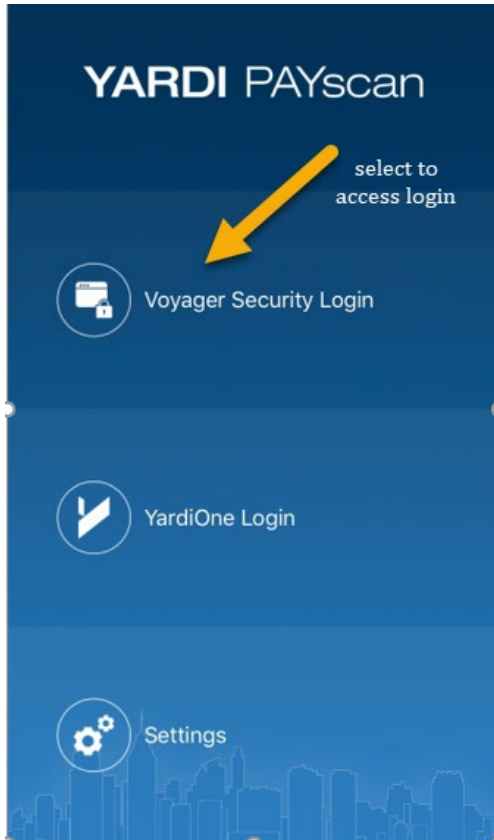 YARDI PAYscan
select to
access login
Voyager Security Login
YardiOne Login
Settings